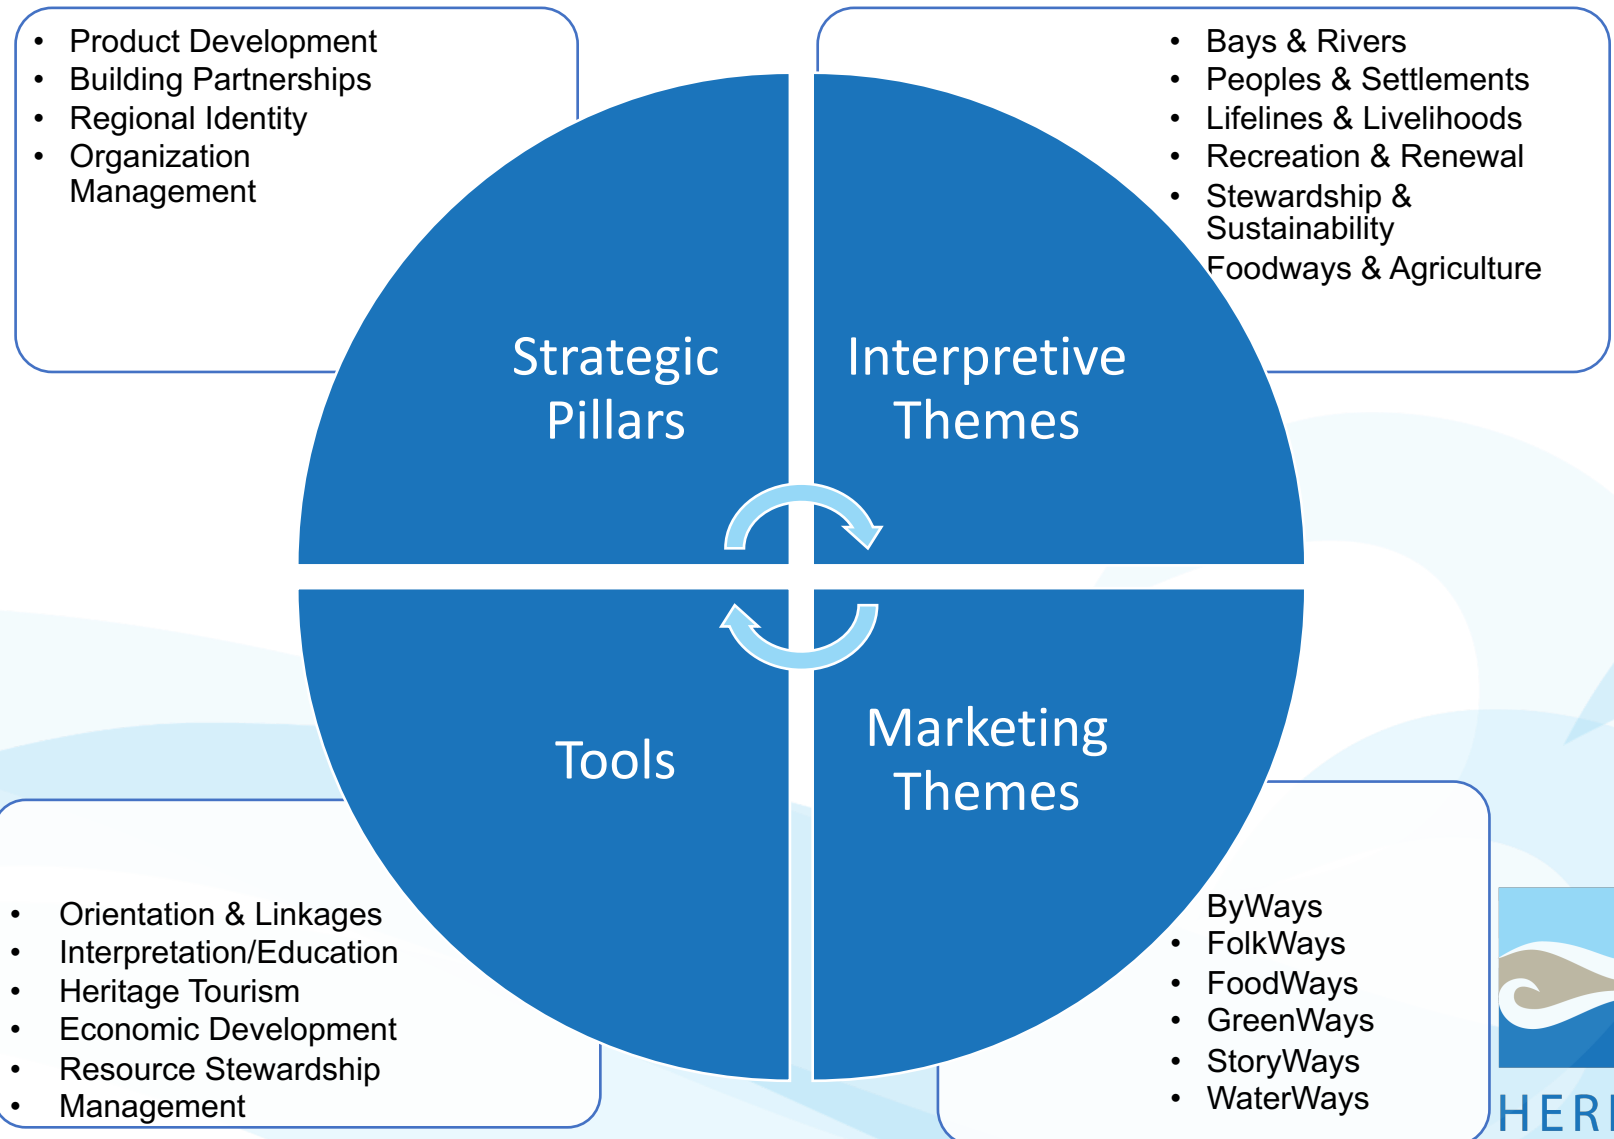 • Product Development
• Building Partnerships
• Regional Identity
• Organization
Management
• Bays & Rivers
• Peoples & Settlements
• Lifelines & Livelihoods
• Recreation & Renewal
• Stewardship &
Sustainability
Foodways & Agriculture
Strategic
Pillars
Interpretive
Themes
Tools
Marketing
Themes
• Orientation & Linkages
• Interpretation/Education
• Heritage Tourism
• Economic Development
• Resource Stewardship
• Management
ByWays
• FolkWays
• FoodWays
• GreenWays
• StoryWays
• WaterWays